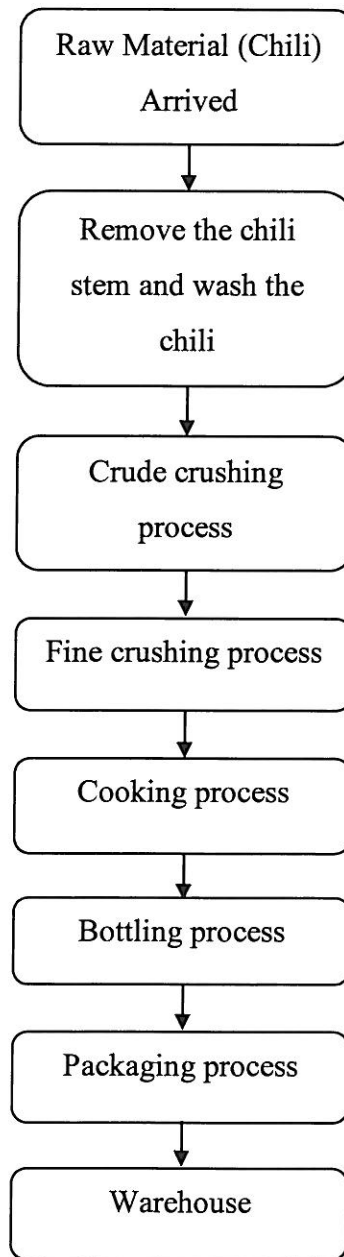 Raw Material (Chili)
Arrived
Remove the chili
stem and wash the
chili
Crude crushing
process
Fine crushing process
Cooking process
Bottling process
Packaging process
Warehouse